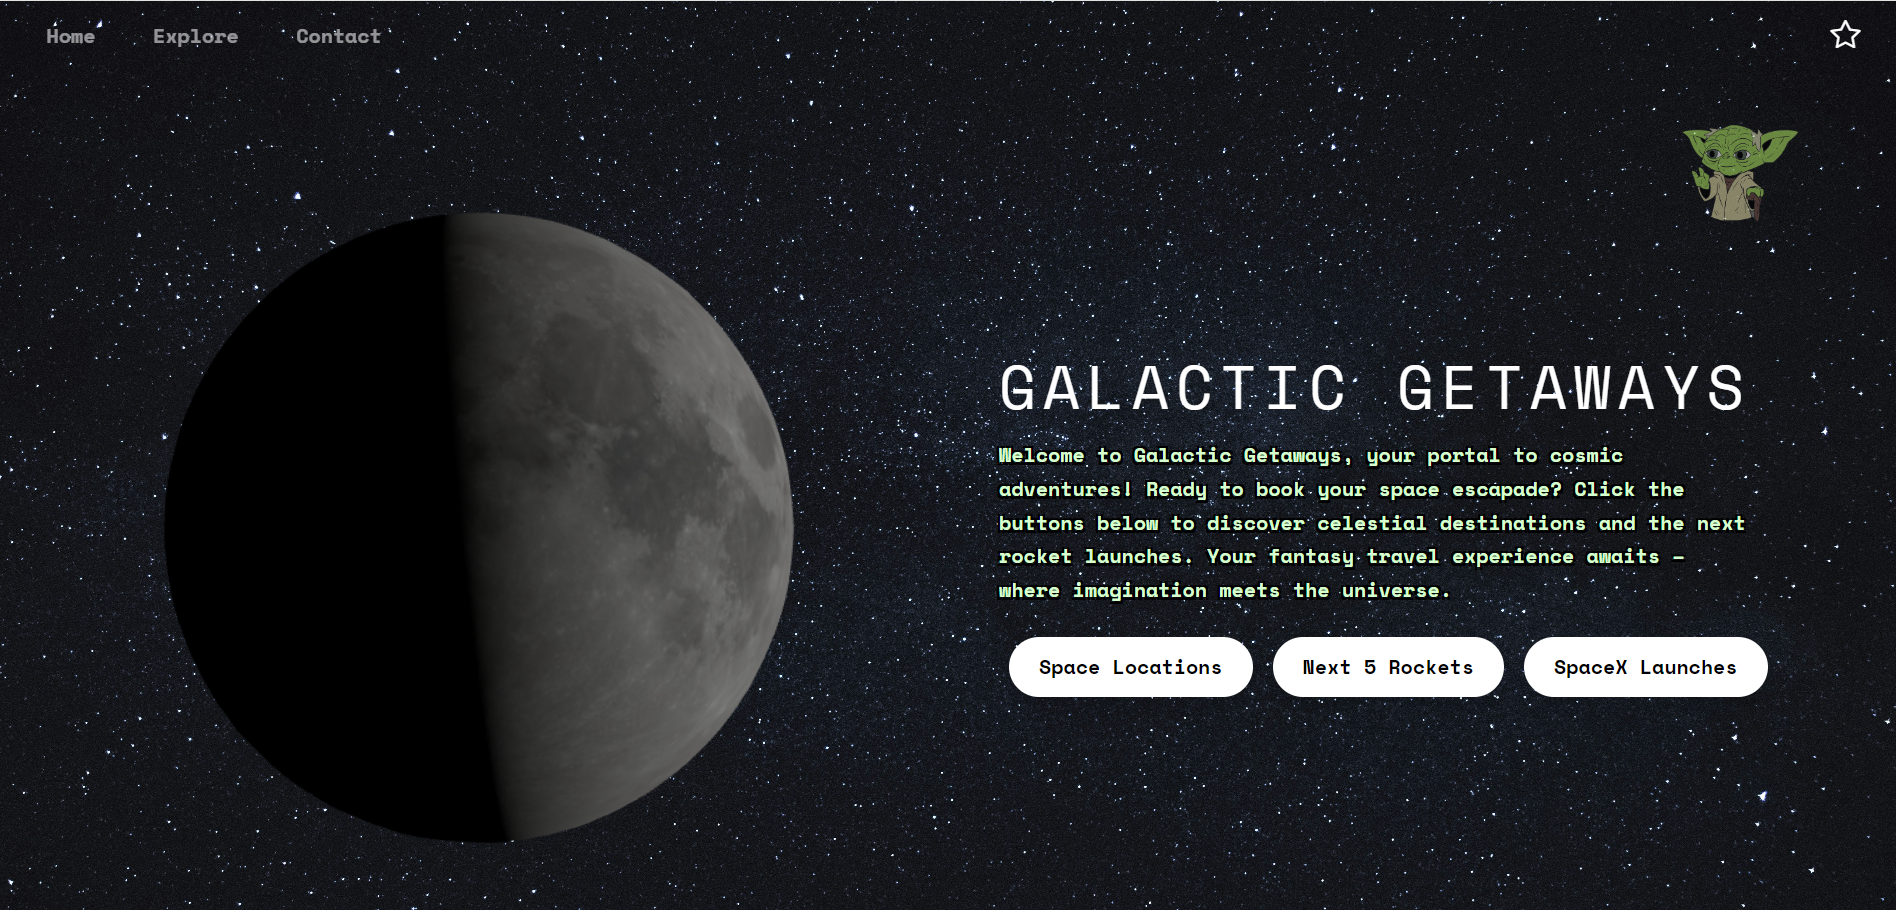 Home Explore Contact
GALACTIC GETAWAYS
Welcome to Galactic Getaways, your portal to cosmic
adventures! Ready to book your space escapade? Click the
buttons below to discover celestial destinations and the next
rocket launches. Your fantasy travel experience awaits –
where imagination meets the universe.
Space Locations Next 5 Rockets SpaceX Launches